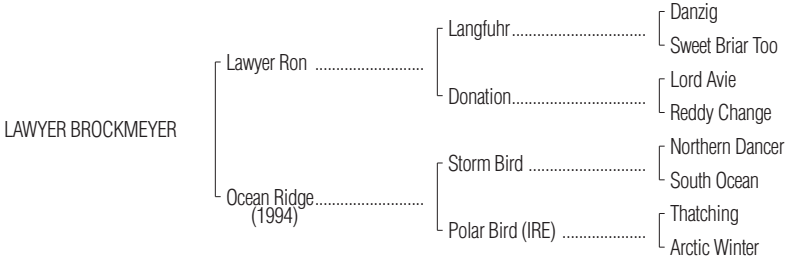 Danzig
Langfuhr
Sweet Briar Too
Lawyer Ron
Lord Avie
Donation
Reddy Change
LAWYER BROCKMEYER
Northern Dancer
Storm Bird
South Ocean
Ocean Ridge
(1994)
Thatching
Polar Bird (IRE)
Arctic Winter